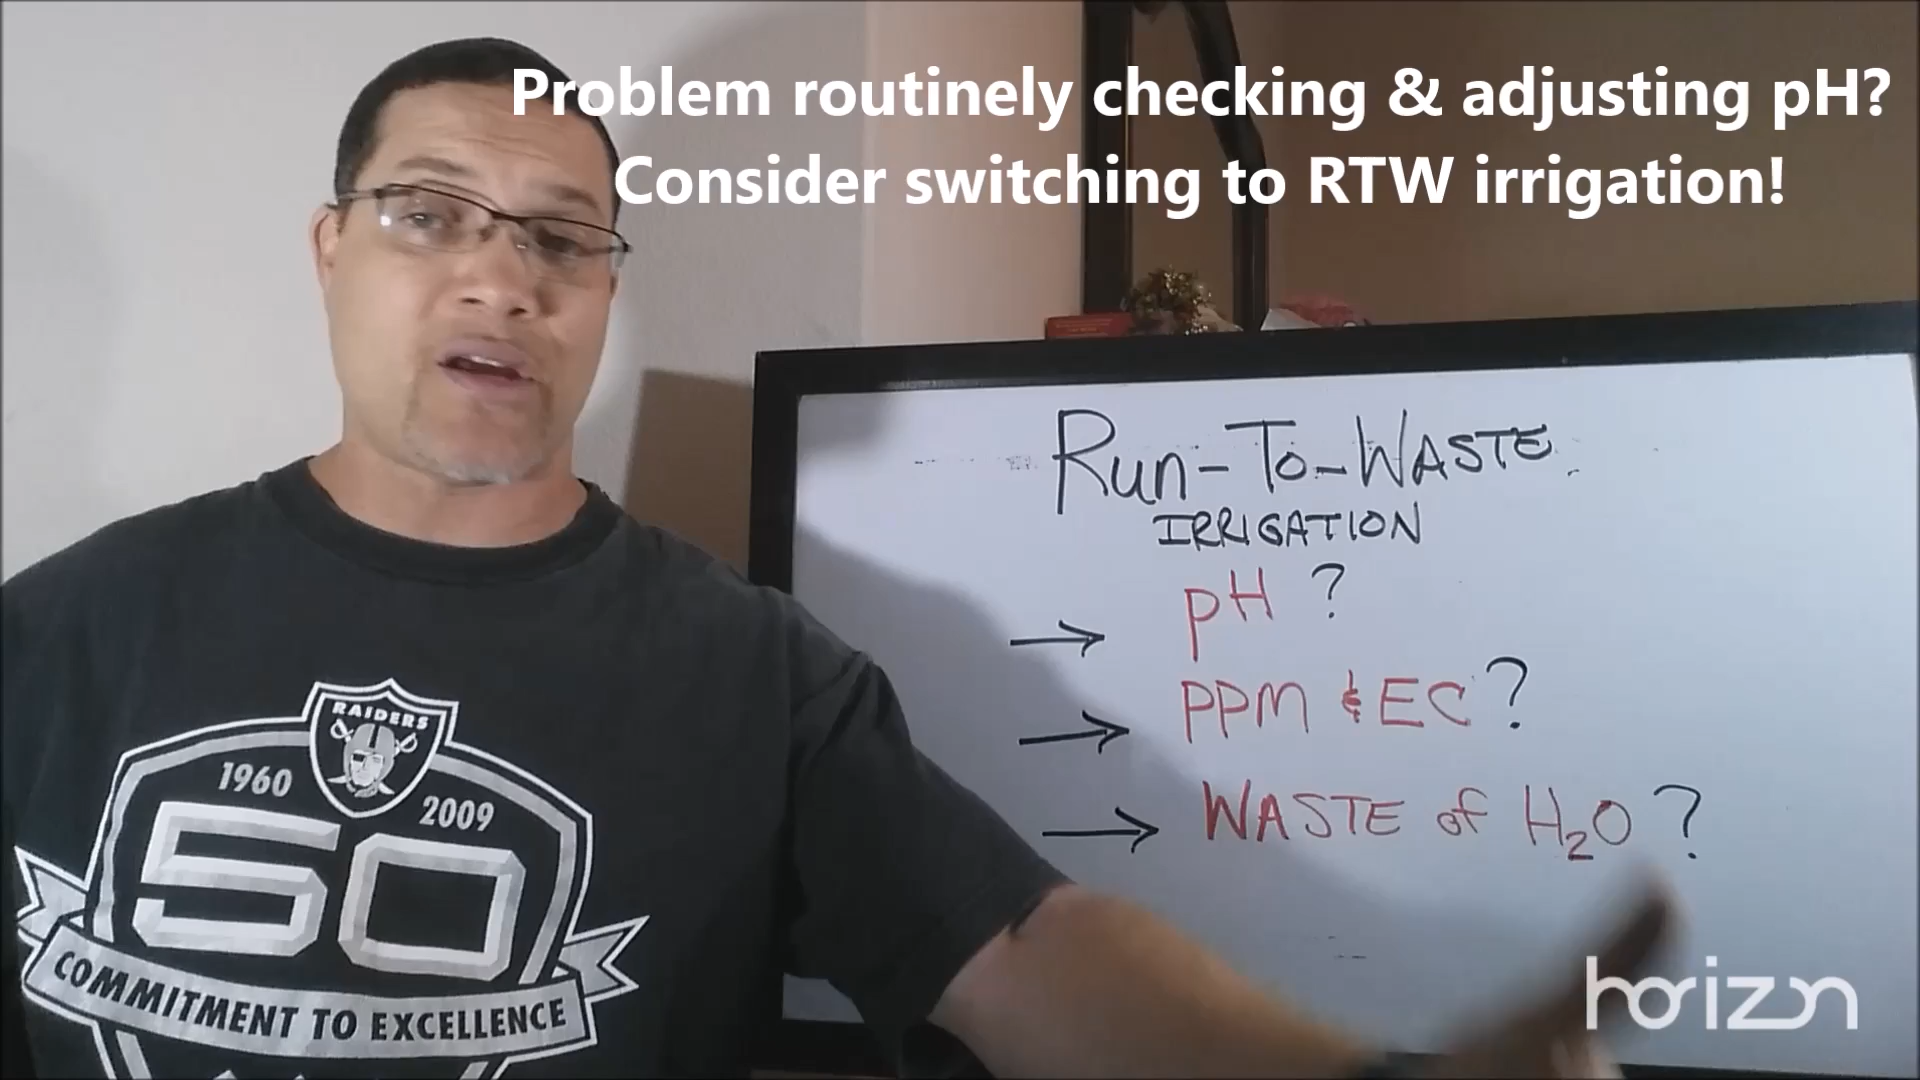 Problem routinely checking & adjusting pH?
Consider switching to RTW irrigation!
Run-To-WASTE
IRRIGATION
pH ?
PPM & EC ?
WASTE of H2O ?
RAIDERS
1960
2009
50
COMMITMENT TO EXCELLENCE
horizon